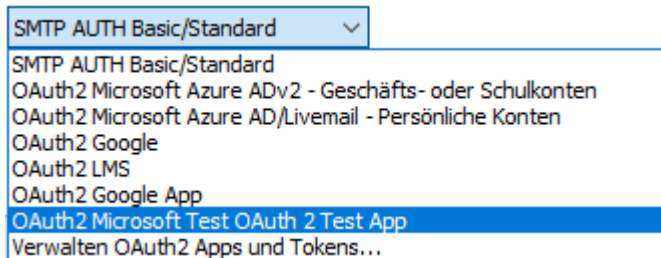 SMTP AUTH Basic/Standard
SMTP AUTH Basic/Standard
OAuth2 Microsoft Azure ADv2 - Geschäfts- oder Schulkonten
OAuth2 Microsoft Azure AD/Livemail - Persönliche Konten
OAuth2 Google
OAuth2 LMS
OAuth2 Google App
OAuth2 Microsoft Test OAuth 2 Test App
Verwalten OAuth2 Apps und Tokens...